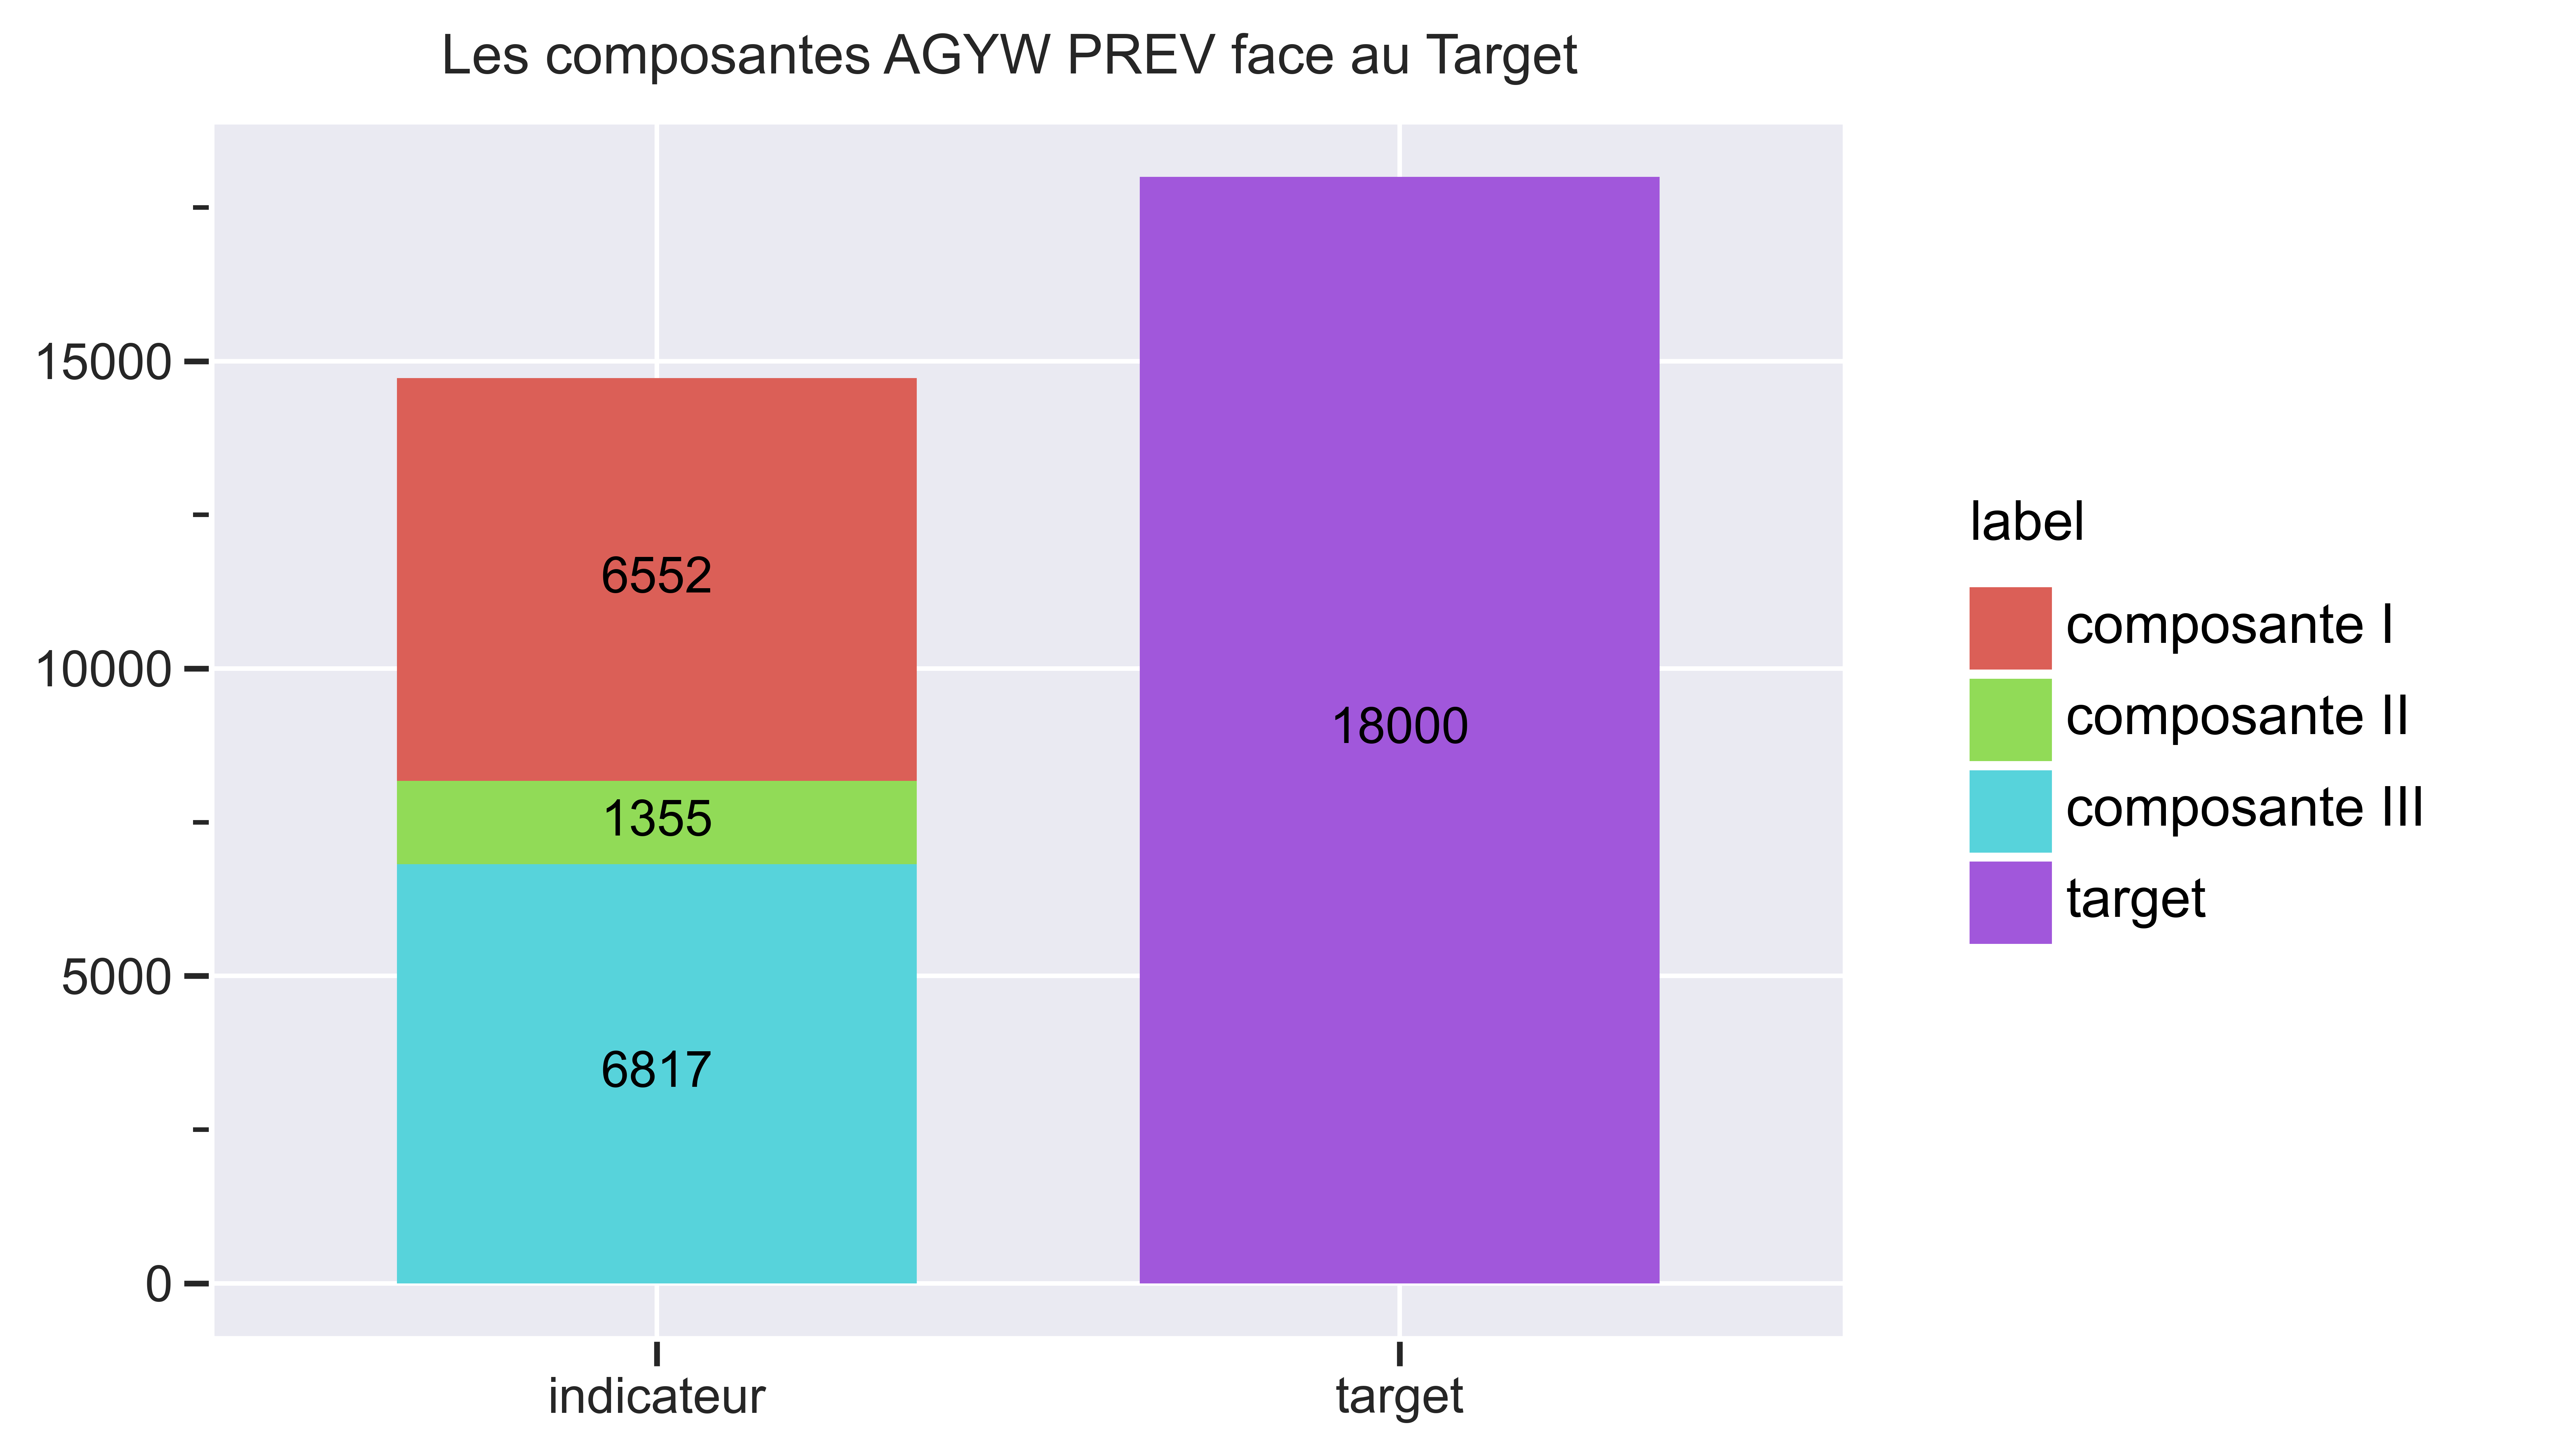 Les composantes AGYW PREV face au Target
15000
10000
5000
0
6552
1355
6817
18000
indicateur
target
label
composante I
composante II
composante III
target